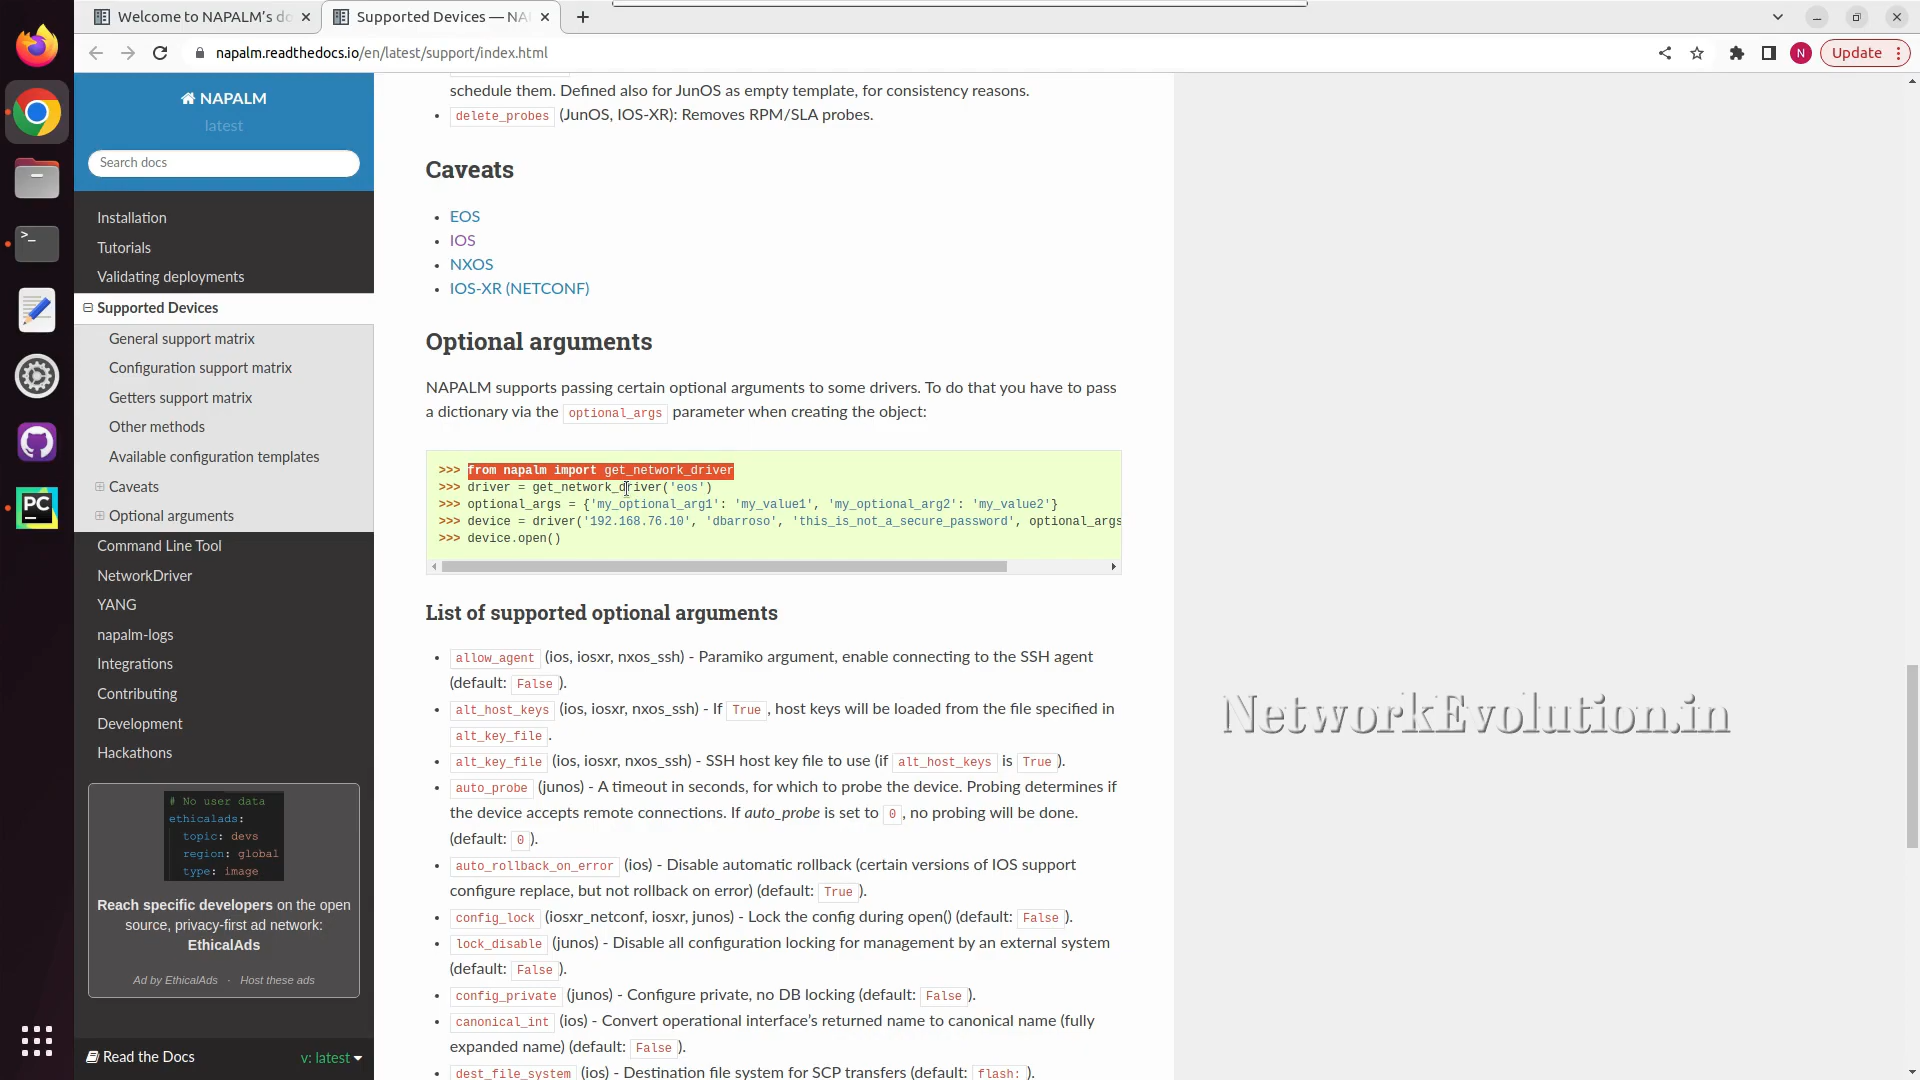 Welcome to NAPALM's do
Supported Devices — NA
napalm.readthedocs.io/en/latest/support/index.html
N
Update
NAPALM
latest
Search docs
Installation
Tutorials
Validating deployments
Supported Devices
General support matrix
Configuration support matrix
Getters support matrix
Other methods
Available configuration templates
Caveats
Optional arguments
Command Line Tool
NetworkDriver
YANG
napalm-logs
Integrations
Contributing
Development
Hackathons
# No user data
ethicalads:
topic: devs
region: global
type: image
Reach specific developers on the open
source, privacy-first ad network:
EthicalAds
Ad by EthicalAds · Host these ads
Read the Docs
v: latest
schedule them. Defined also for JunOS as empty template, for consistency reasons.
delete_probes (JunOS, IOS-XR): Removes RPM/SLA probes.
Caveats
EOS
IOS
NXOS
IOS-XR (NETCONF)
Optional arguments
NAPALM supports passing certain optional arguments to some drivers. To do that you have to pass
a dictionary via the optional_args parameter when creating the object:
>>> from napalm import get_network_driver
>>> driver = get_network_driver('eos')
>>> optional_args = {'my_optional_arg1': 'my_value1', 'my_optional_arg2': 'my_value2'}
>>> device = driver('192.168.76.10', 'dbarroso', 'this_is_not_a_secure_password', optional_args
>>> device.open()
List of supported optional arguments
allow_agent (ios, iosxr, nxos_ssh) - Paramiko argument, enable connecting to the SSH agent
(default: False ).
alt_host_keys (ios, iosxr, nxos_ssh) - If True , host keys will be loaded from the file specified in
alt_key_file .
alt_key_file (ios, iosxr, nxos_ssh) - SSH host key file to use (if alt_host_keys is True ).
auto_probe (junos) - A timeout in seconds, for which to probe the device. Probing determines if
the device accepts remote connections. If auto_probe is set to 0 , no probing will be done.
(default: 0 ).
auto_rollback_on_error (ios) - Disable automatic rollback (certain versions of IOS support
configure replace, but not rollback on error) (default: True ).
config_lock (iosxr_netconf, iosxr, junos) - Lock the config during open() (default: False ).
lock_disable (junos) - Disable all configuration locking for management by an external system
(default: False ).
config_private (junos) - Configure private, no DB locking (default: False ).
canonical_int (ios) - Convert operational interface's returned name to canonical name (fully
expanded name) (default: False ).
dest_file_system (ios) - Destination file system for SCP transfers (default: flash: ).
NetworkEvolution.in